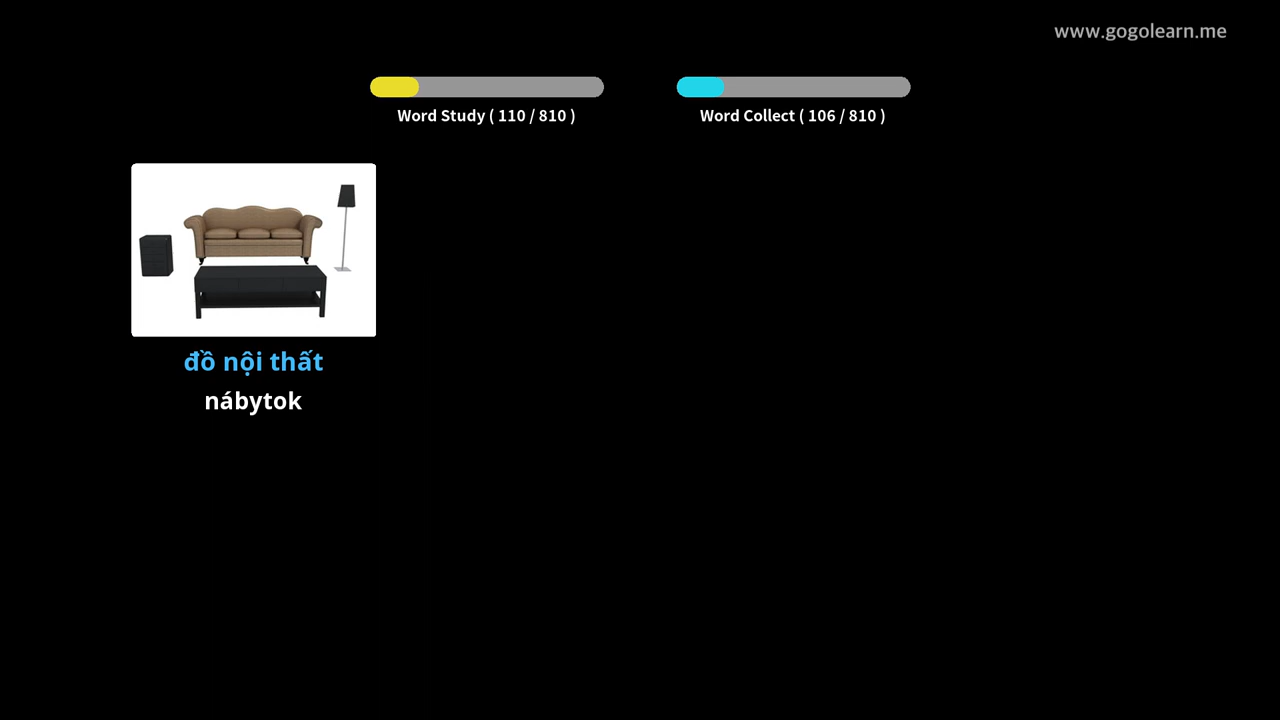 www.gogolearn.me
Word Study ( 110 / 810 )
Word Collect ( 106 / 810 )
đồ nội thất
nábytok